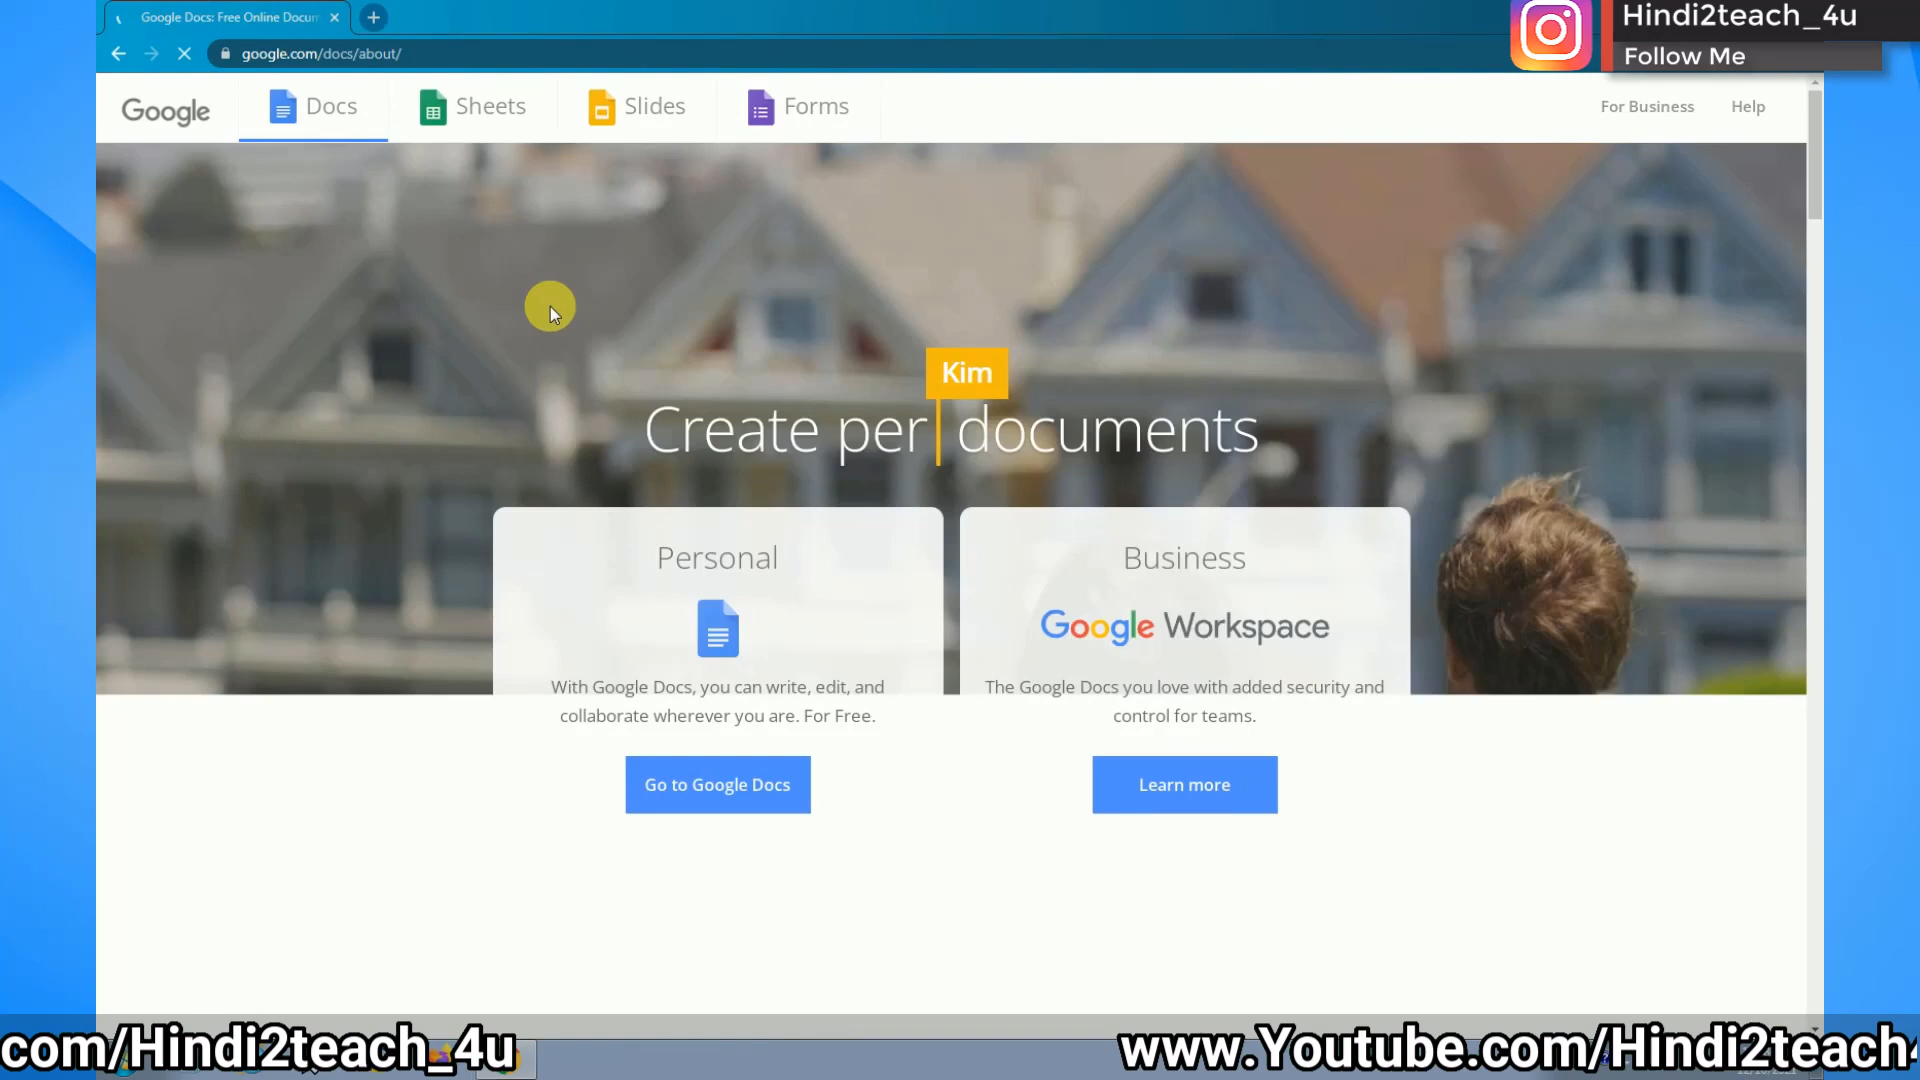 Google Docs: Free Online Docum
Hindi2teach_4u
Follow Me
google.com/docs/about/
Google
Docs
Sheets
Slides
Forms
For Business
Help
Kim
Create per documents
Personal
With Google Docs, you can write, edit, and
collaborate wherever you are. For Free.
Go to Google Docs
Business
Google Workspace
The Google Docs you love with added security and
control for teams.
Learn more
com/Hindi2teach_4u
www.Youtube.com/Hindi2teach4